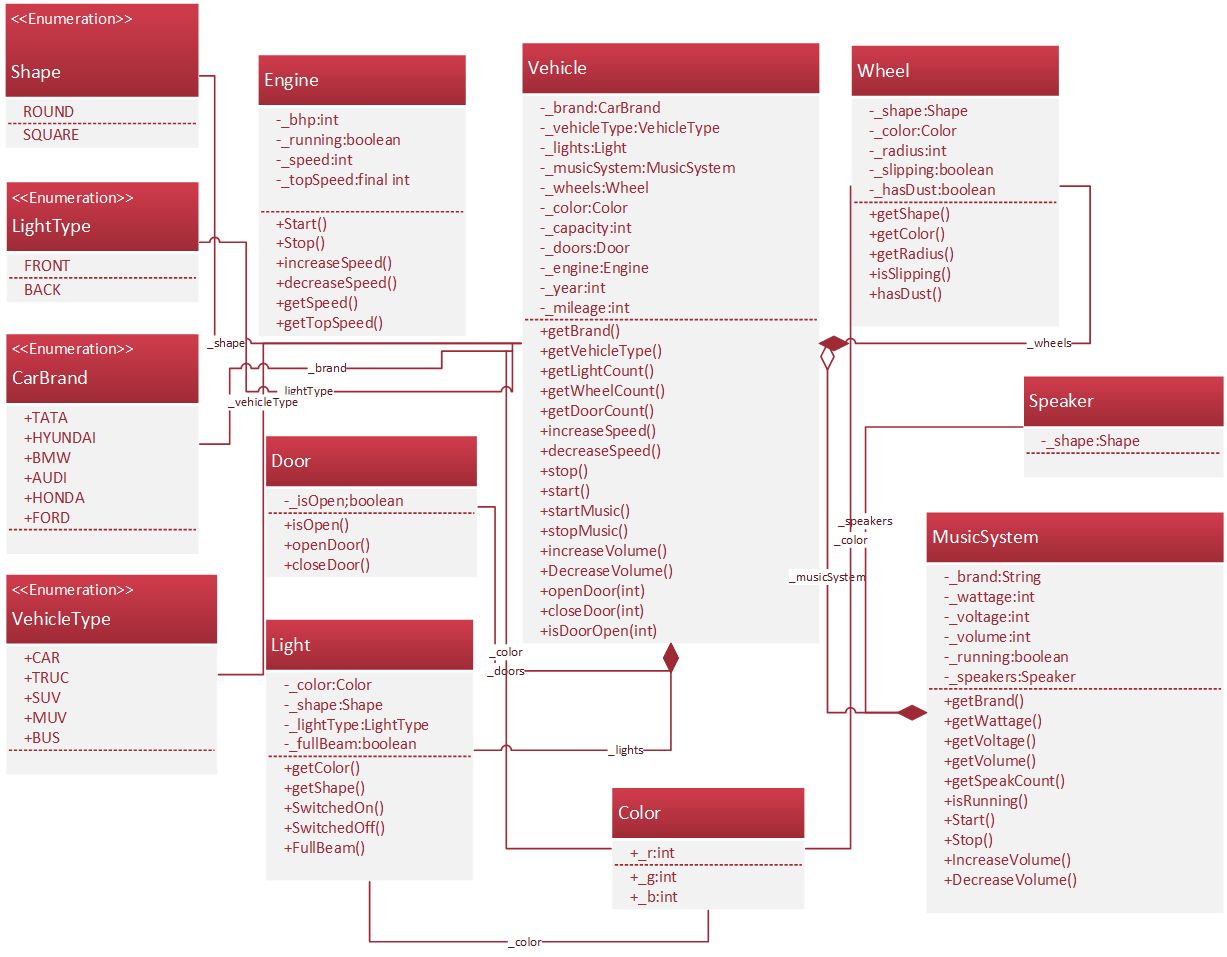 <<Enumeration>>
Shape
ROUND
SQUARE
<<Enumeration>>
LightType
FRONT
BACK
<<Enumeration>>
CarBrand
+TATA
+HYUNDAI
+BMW
+AUDI
+HONDA
+FORD
<<Enumeration>>
VehicleType
+CAR
+TRUC
+SUV
+MUV
+BUS
Engine
-_bhp:int
-_running:boolean
-_speed:int
-_topSpeed:final int
+Start()
+Stop()
+increaseSpeed()
+decreaseSpeed()
+getSpeed()
+getTopSpeed()
_shape
_brand
_lightType
_vehicleType
Door
-_isOpen;boolean
+isOpen()
+openDoor()
+closeDoor()
Light
-_color:Color
-_shape:Shape
-_lightType:LightType
-_fullBeam:boolean
+getColor()
+getShape()
+SwitchedOn()
+SwitchedOff()
+FullBeam()
Vehicle
-_brand:CarBrand
-_vehicleType:VehicleType
-_lights:Light
-_musicSystem:MusicSystem
-_wheels:Wheel
-_color:Color
-_capacity:int
-_doors:Door
-_engine:Engine
-_year:int
-_mileage:int
+getBrand()
+getVehicleType()
+getLightCount()
+getWheelCount()
+getDoorCount()
+increaseSpeed()
+decreaseSpeed()
+stop()
+start()
+startMusic()
+stopMusic()
+increaseVolume()
+DecreaseVolume()
+openDoor(int)
+closeDoor(int)
+isDoorOpen(int)
_color
_doors
_lights
Color
+_r:int
+_g:int
+_b:int
_color
Wheel
-_shape:Shape
-_color:Color
-_radius:int
-_slipping:boolean
-_hasDust:boolean
+getShape()
+getColor()
+getRadius()
+isSlipping()
+hasDust()
_wheels
Speaker
-_shape:Shape
_speakers
_color
_musicSystem
MusicSystem
-_brand:String
-_wattage:int
-_voltage:int
-_volume:int
-_running:boolean
-_speakers:Speaker
+getBrand()
+getWattage()
+getVoltage()
+getVolume()
+getSpeakCount()
+isRunning()
+Start()
+Stop()
+IncreaseVolume()
+DecreaseVolume()